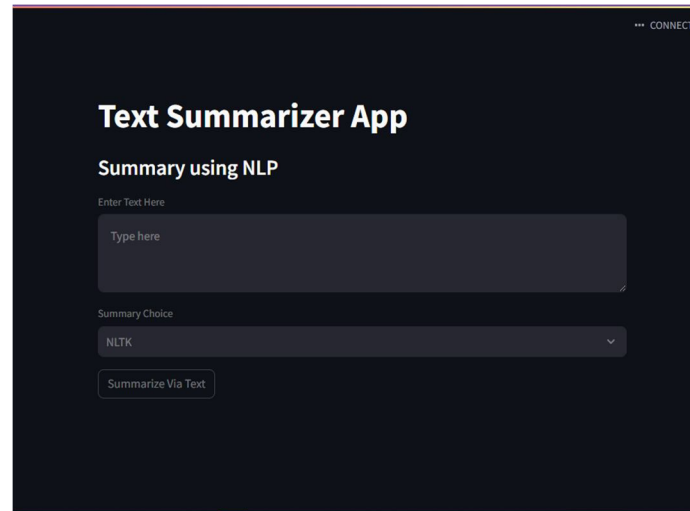 ··· CONNECT
Text Summarizer App
Summary using NLP
Enter Text Here
Type here
Summary Choice
NLTK
Summarize Via Text